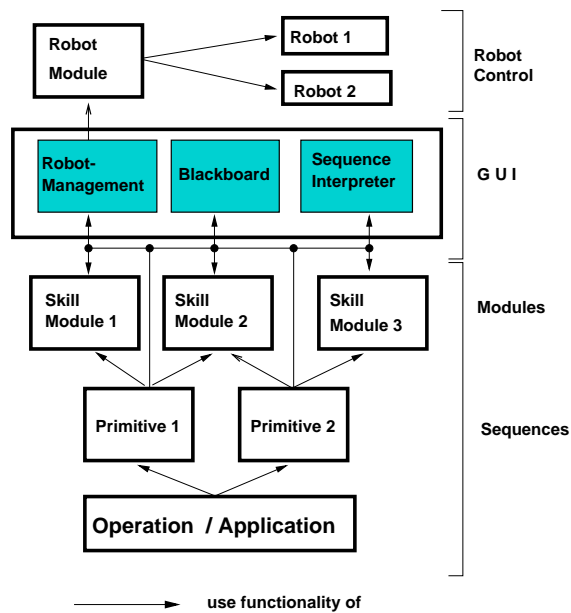 Robot
Module
Robot 1
Robot 2
Robot
Control
Robot-
Management
Blackboard
Sequence
Interpreter
G U I
Skill
Module 1
Skill
Module 2
Skill
Module 3
Modules
Primitive 1
Primitive 2
Sequences
Operation / Application
use functionality of